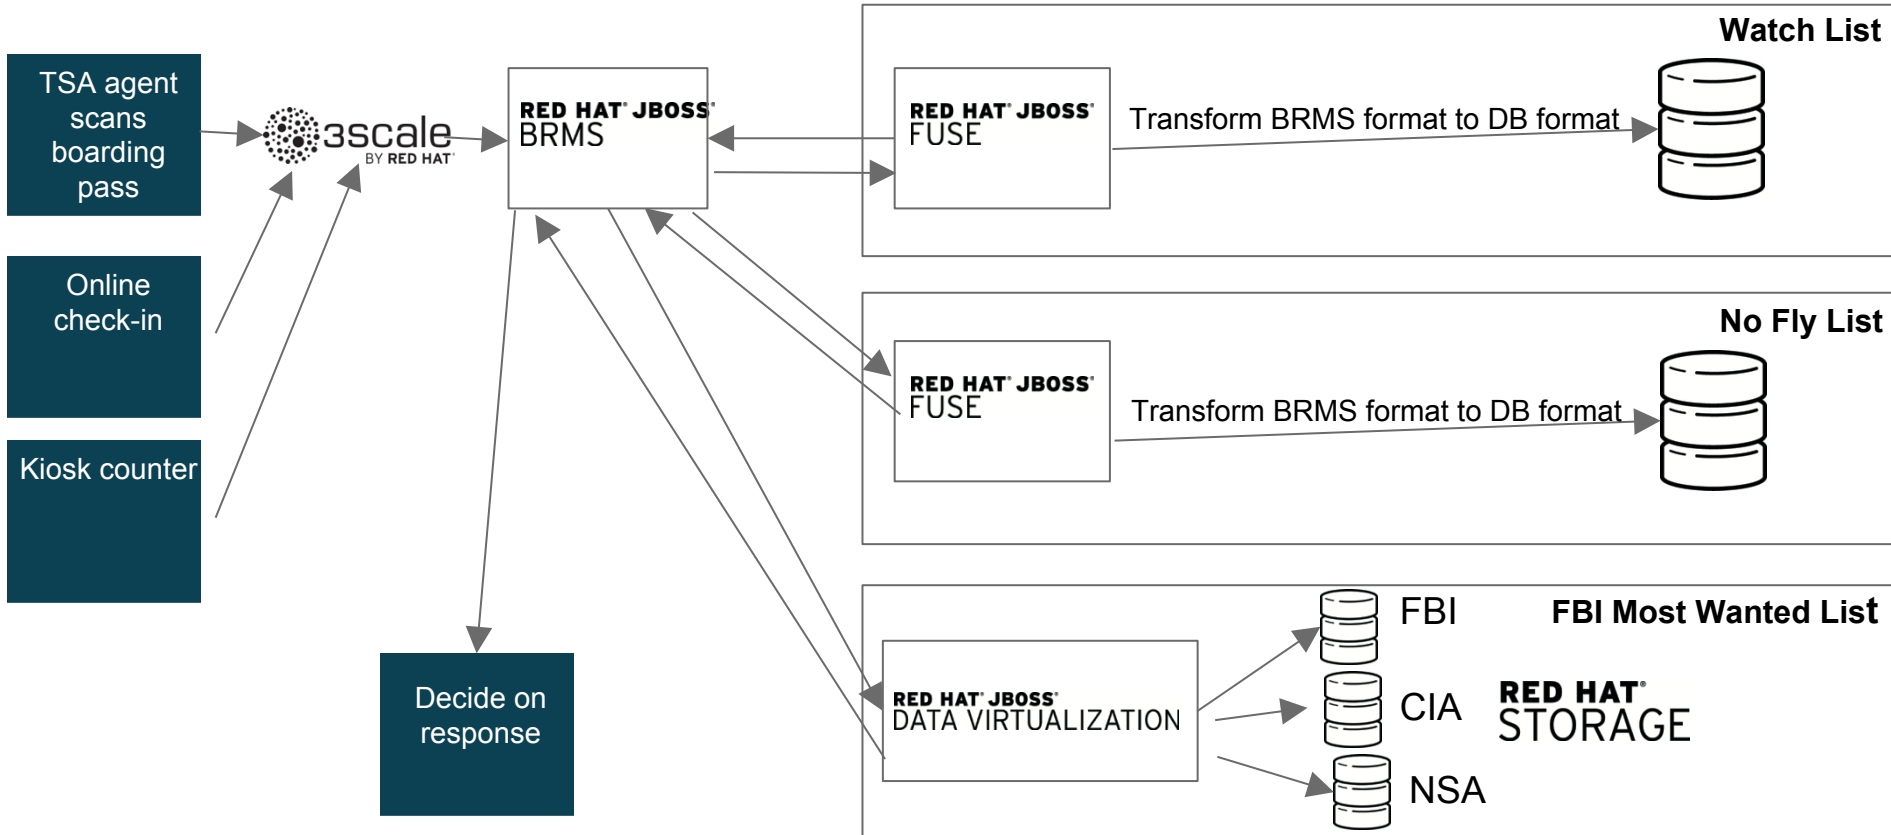 TSA agent
scans
boarding
pass
Online
check-in
Kiosk counter
3scale
BY RED HAT®
RED HAT® JBOSS®
BRMS
Decide on
response
Watch List
RED HAT® JBOSS®
FUSE
Transform BRMS format to DB format
No Fly List
RED HAT® JBOSS®
FUSE
Transform BRMS format to DB format
FBI Most Wanted List
RED HAT® JBOSS®
DATA VIRTUALIZATION
FBI
CIA
NSA
RED HAT®
STORAGE